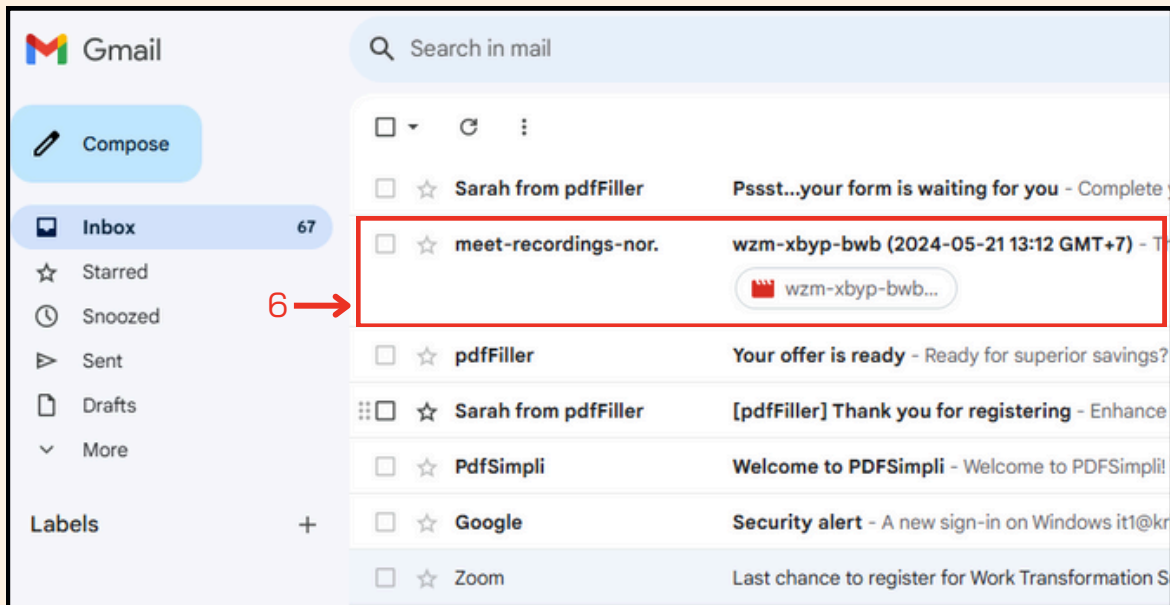 Gmail
Search in mail
Compose
Sarah from pdfFiller Pssst...your form is waiting for you - Complete
Inbox 67
meet-recordings-nor. wzm-xbyp-bwb (2024-05-21 13:12 GMT+7) -
wzm-xbyp-bwb...
Starred
6
Snoozed
Sent
pdfFiller Your offer is ready - Ready for superior savings?
Drafts
Sarah from pdfFiller [pdfFiller] Thank you for registering - Enhance
More
PdfSimpli Welcome to PDFSimpli - Welcome to PDFSimpli!
Labels
Google Security alert - A new sign-in on Windows
Zoom Last chance to register for Work Transformation